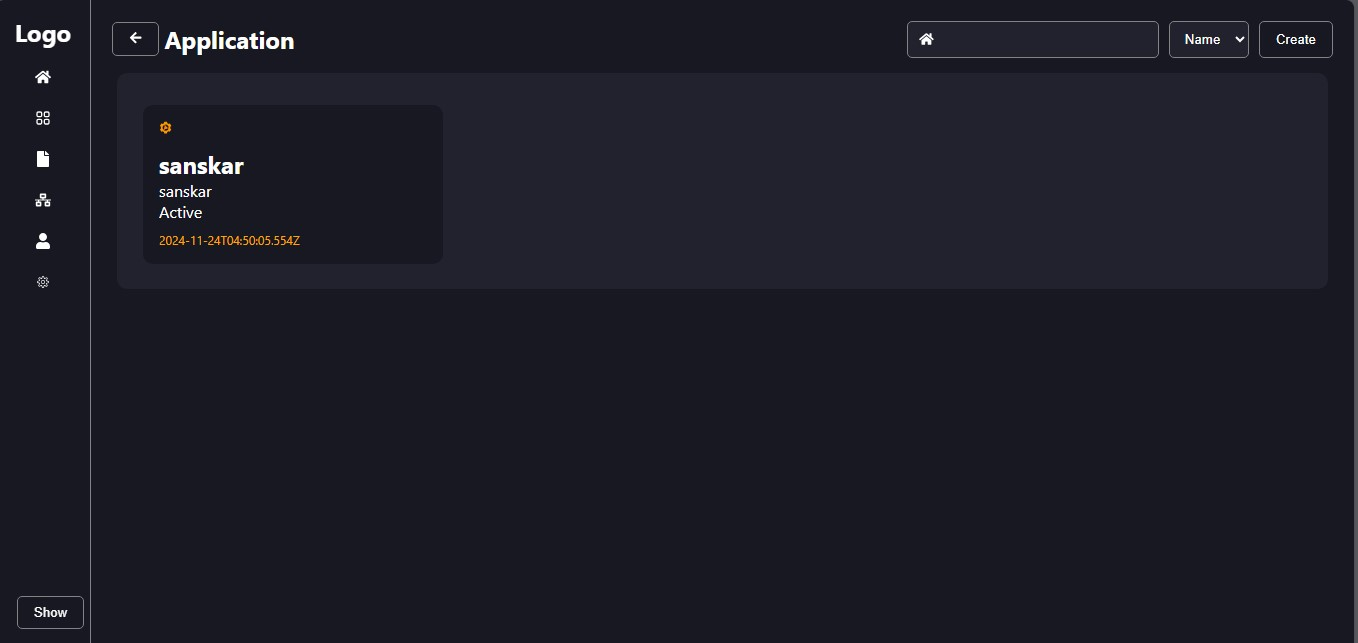 Logo
Application
Name
Create
sanskar
sanskar
Active
2024-11-24T04:50:05.554Z
Show